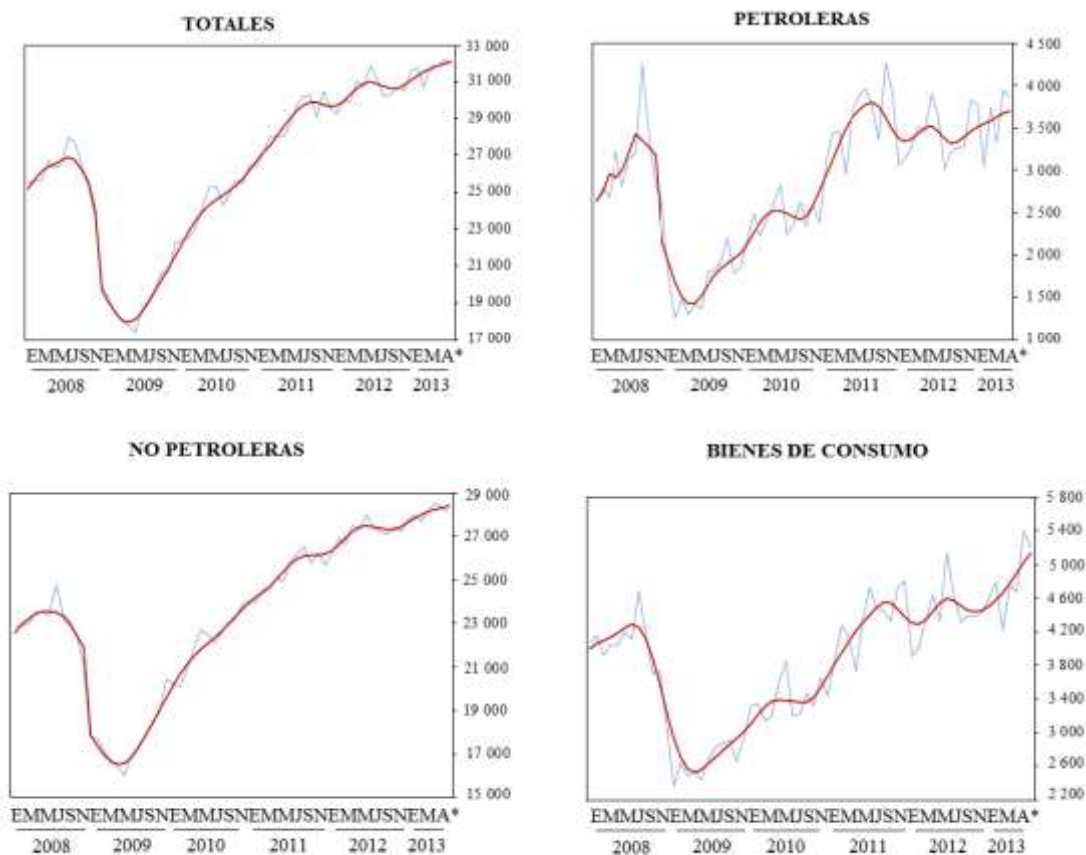 TOTALES
33 000
31 000
29 000
27 000
25 000
23 000
21 000
19 000
17 000
EMMJSNEMMJSNEMMJSNEMMJSNEMMJSNEMA*
2008 2009 2010 2011 2012 2013
PETROLERAS
4 500
4 000
3 500
3 000
2 500
2 000
1 500
1 000
EMMJSNEMMJSNEMMJSNEMMJSNEMMJSNEMA*
2008 2009 2010 2011 2012 2013
NO PETROLERAS
29 000
27 000
25 000
23 000
21 000
19 000
17 000
15 000
EMMJSNEMMJSNEMMJSNEMMJSNEMMJSNEMA*
2008 2009 2010 2011 2012 2013
BIENES DE CONSUMO
5 800
5 400
5 000
4 600
4 200
3 800
3 400
3 000
2 600
2 200
EMMJSNEMMJSNEMMJSNEMMJSNEMMJSNEMA*
2008 2009 2010 2011 2012 2013